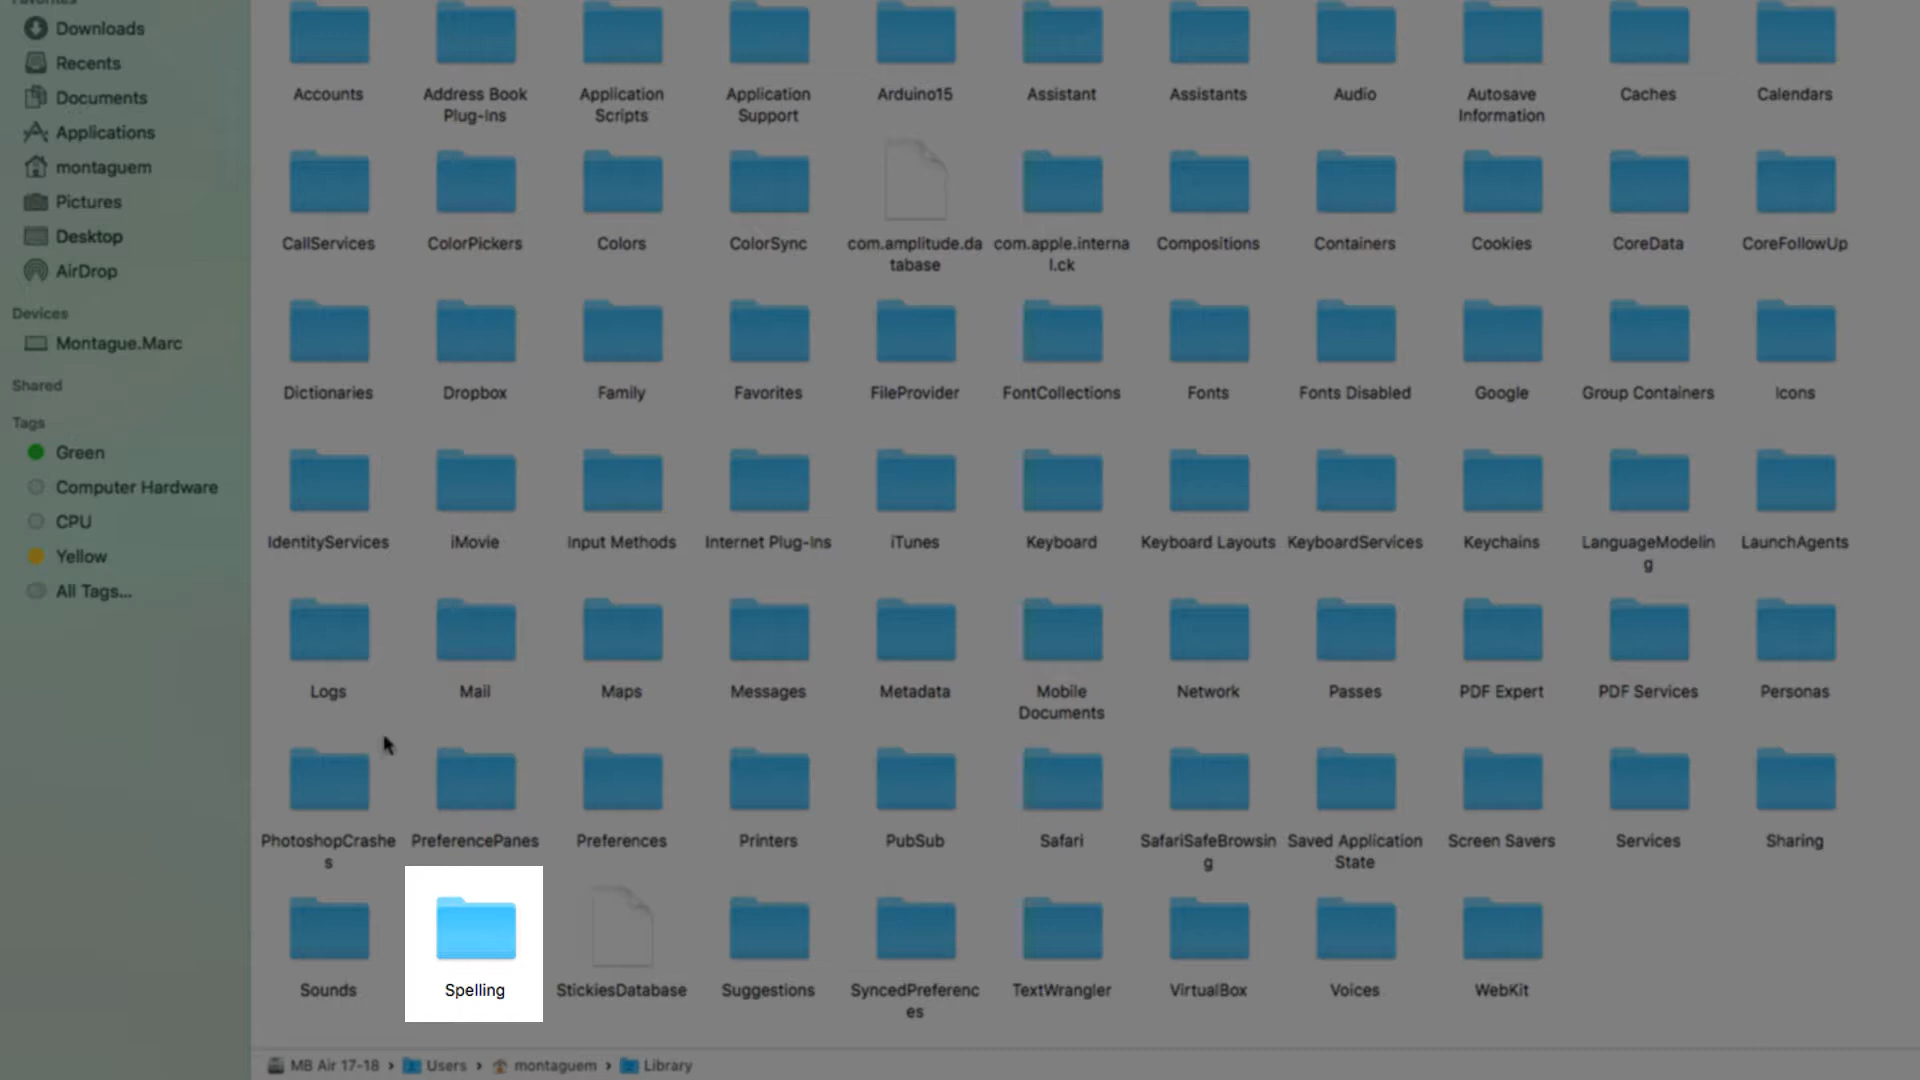 Favorites
Downloads
Recents
Documents
Applications
montaguem
Pictures
Desktop
AirDrop
Devices
Montague.Marc
Shared
Tags
Green
Computer Hardware
CPU
Yellow
All Tags...
Accounts
Address Book
Plug-Ins
Application
Scripts
Application
Support
Arduino15
Assistant
Assistants
Audio
Autosave
Information
Caches
Calendars
CallServices
ColorPickers
Colors
ColorSync
com.amplitude.da
tabase
com.apple.interna
l.ck
Compositions
Containers
Cookies
CoreData
CoreFollowUp
Dictionaries
Dropbox
Family
Favorites
FileProvider
FontCollections
Fonts
Fonts Disabled
Google
Group Containers
Icons
IdentityServices
iMovie
Input Methods
Internet Plug-Ins
iTunes
Keyboard
Keyboard Layouts
KeyboardServices
Keychains
LanguageModelin
g
LaunchAgents
Logs
Mail
Maps
Messages
Metadata
Mobile
Documents
Network
Passes
PDF Expert
PDF Services
Personas
PhotoshopCrashe
s
PreferencePanes
Preferences
Printers
PubSub
Safari
SafariSafeBrowsin
g
Saved Application
State
Screen Savers
Services
Sharing
Sounds
Spelling
StickiesDatabase
Suggestions
SyncedPreferenc
es
TextWrangler
VirtualBox
Voices
WebKit
MB Air 17-18 › Users › montaguem › Library